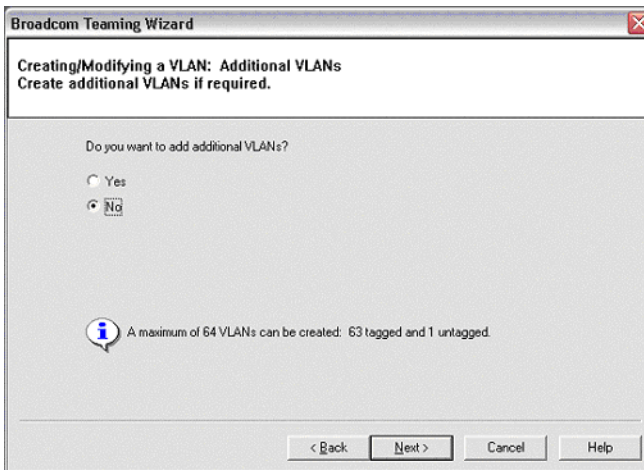 Broadcom Teaming Wizard
Creating/Modifying a VLAN: Additional VLANs
Create additional VLANs if required.
Do you want to add additional VLANs?
Yes
No
A maximum of 64 VLANs can be created: 63 tagged and 1 untagged.
< Back
Next >
Cancel
Help